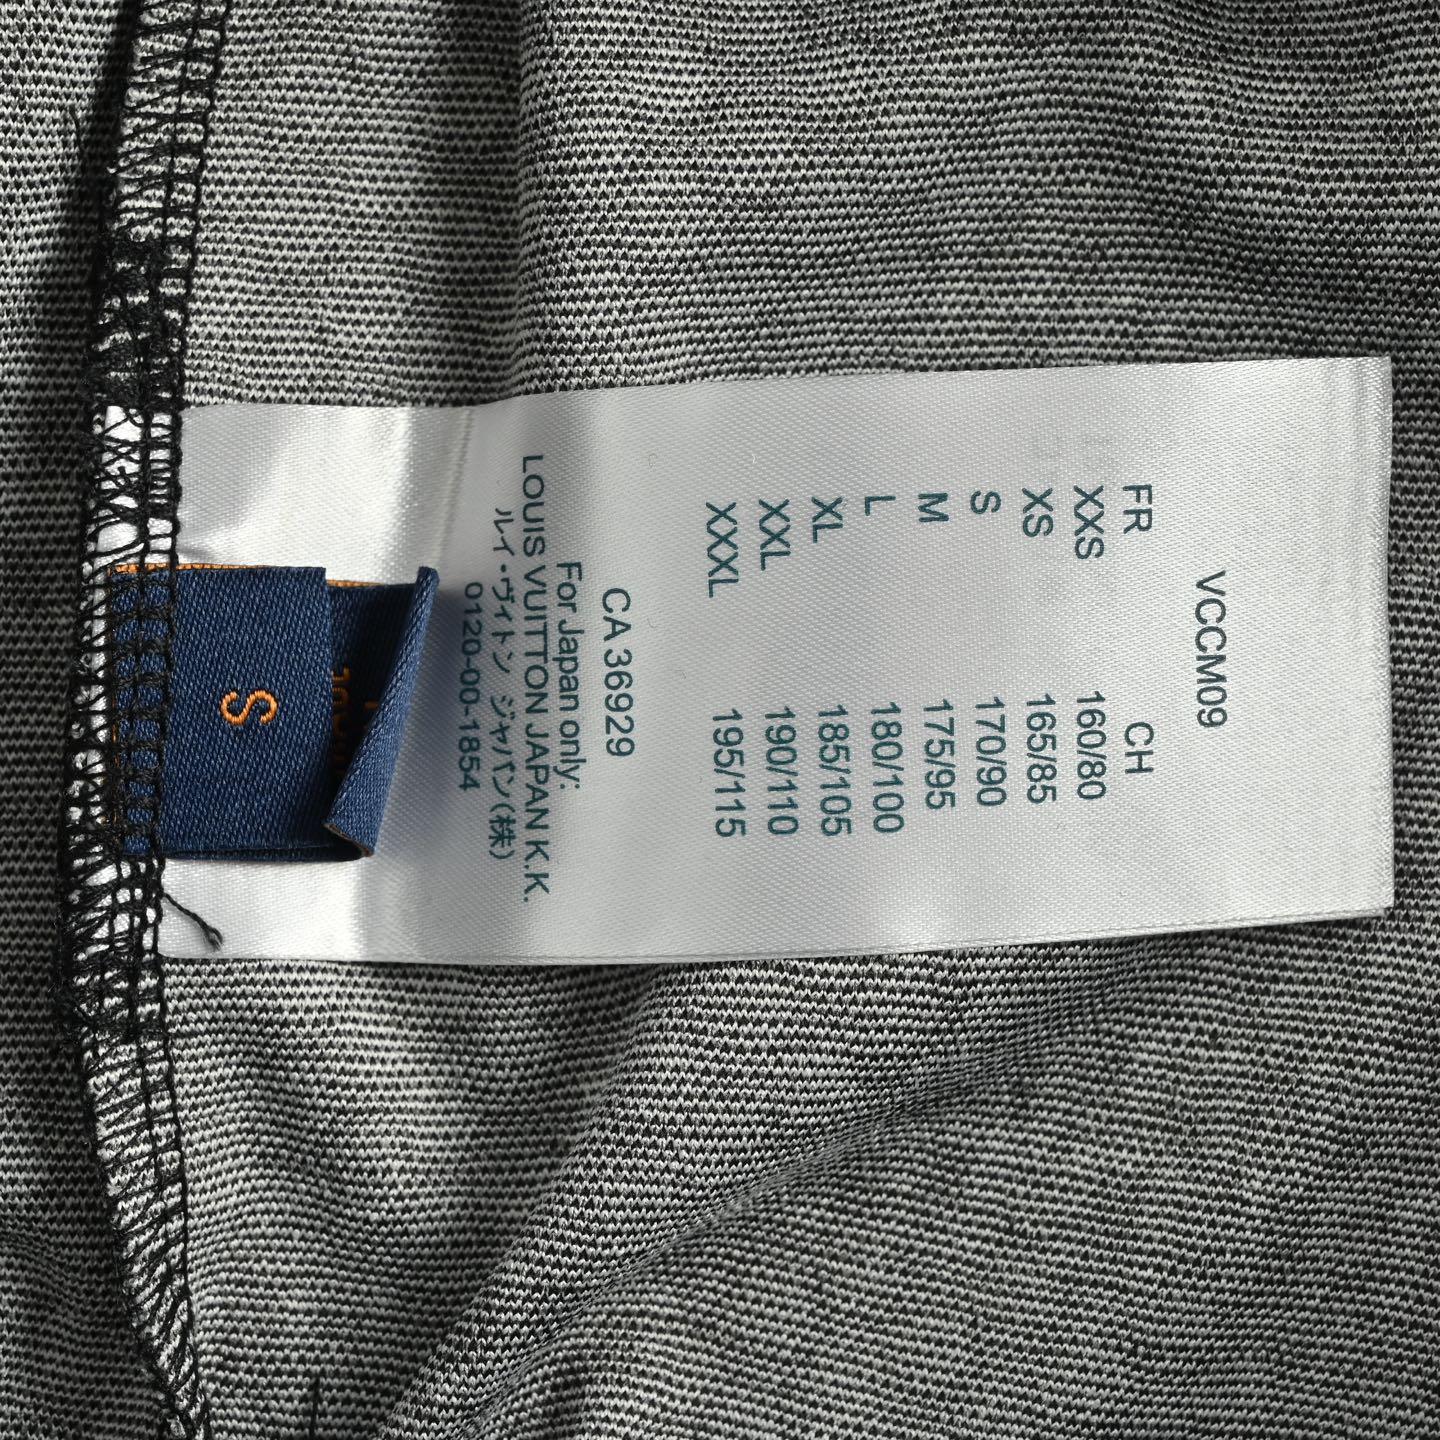 VCCM09
FR CH
XXS 160/80
XS 165/85
S 170/90
M 175/95
L 180/100
XL 185/105
XXL 190/110
XXXL 195/115
CA 36929
For Japan only:
LOUIS VUITTON JAPAN K.K.
ルイ・ヴィトン ジャパン(株)
0120-00-1854
S